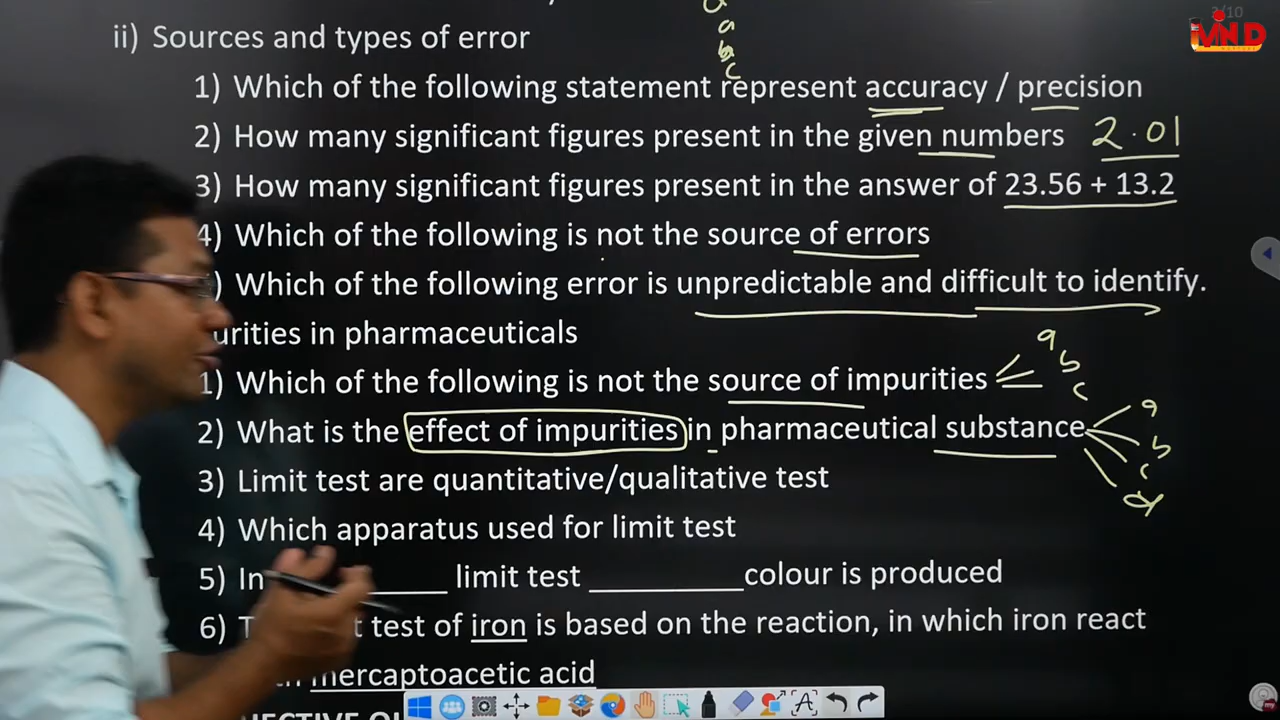 3/10
ii) Sources and types of error
a
a
b
c
1) Which of the following statement represent accuracy / precision
2) How many significant figures present in the given numbers 2.01
3) How many significant figures present in the answer of 23.56 + 13.2
4) Which of the following is not the source of errors
) Which of the following error is unpredictable and difficult to identify.
urities in pharmaceuticals
1) Which of the following is not the source of impurities a b c
2) What is the effect of impurities in pharmaceutical substance a b c d
3) Limit test are quantitative/qualitative test
4) Which apparatus used for limit test
5) In ______ limit test ______ colour is produced
6) T t test of iron is based on the reaction, in which iron react
mercaptoacetic acid